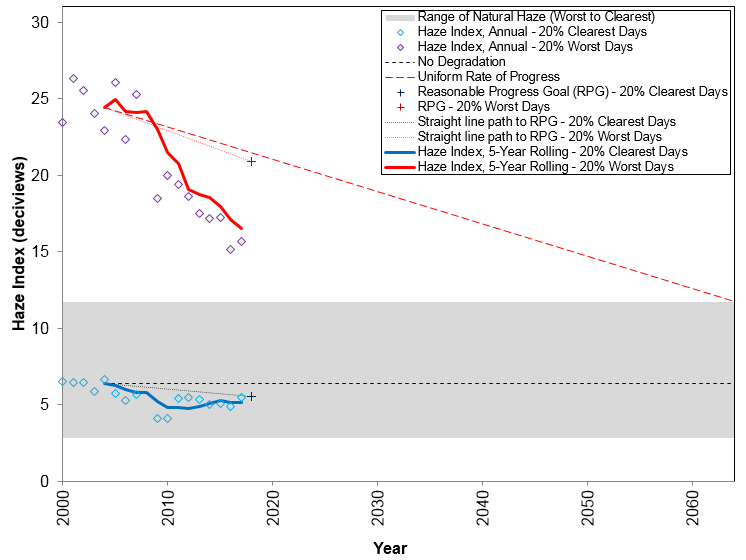 30
25
20
15
10
5
0
Haze Index (deciviews)
Range of Natural Haze (Worst to Clearest)
Haze Index, Annual - 20% Clearest Days
Haze Index, Annual - 20% Worst Days
No Degradation
Uniform Rate of Progress
Reasonable Progress Goal (RPG) - 20% Clearest Days
RPG - 20% Worst Days
Straight line path to RPG - 20% Clearest Days
Straight line path to RPG - 20% Worst Days
Haze Index, 5-Year Rolling - 20% Clearest Days
Haze Index, 5-Year Rolling - 20% Worst Days
2000
2010
2020
2030
2040
2050
2060
Year